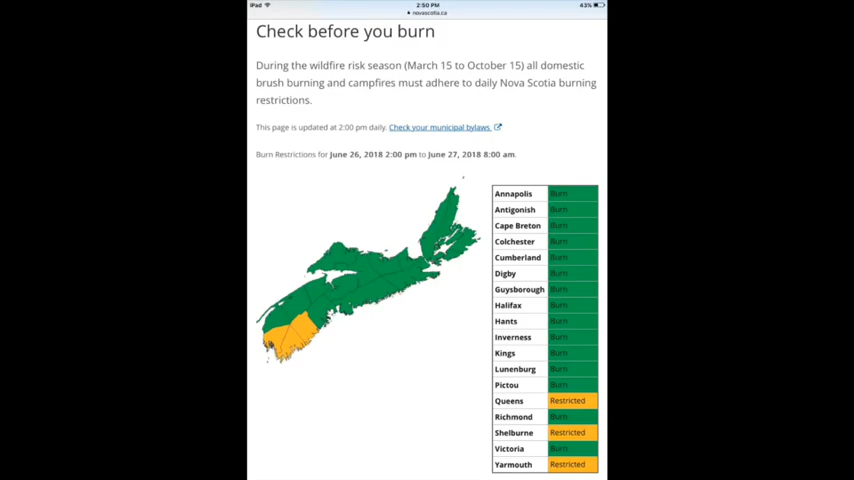 iPad
2:50 PM
43%
novascotia.ca
Check before you burn
During the wildfire risk season (March 15 to October 15) all domestic
brush burning and campfires must adhere to daily Nova Scotia burning
restrictions.
This page is updated at 2:00 pm daily. Check your municipal bylaws.
Burn Restrictions for June 26, 2018 2:00 pm to June 27, 2018 8:00 am.
Annapolis Burn
Antigonish Burn
Cape Breton Burn
Colchester Burn
Cumberland Burn
Digby Burn
Guysborough Burn
Halifax Burn
Hants Burn
Inverness Burn
Kings Burn
Lunenburg Burn
Pictou Burn
Queens Restricted
Richmond Burn
Shelburne Restricted
Victoria Burn
Yarmouth Restricted